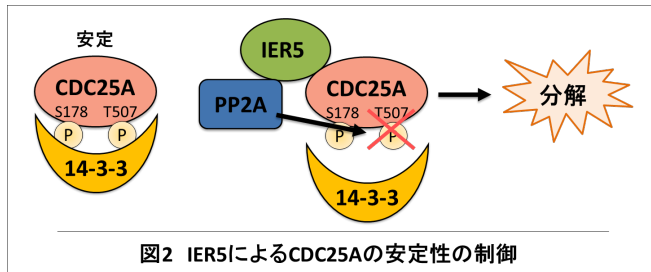 安定
CDC25A
S178 T507
P P
14-3-3
IER5
PP2A
CDC25A
S178 T507
P P
14-3-3
分解
図2 IER5によるCDC25Aの安定性の制御